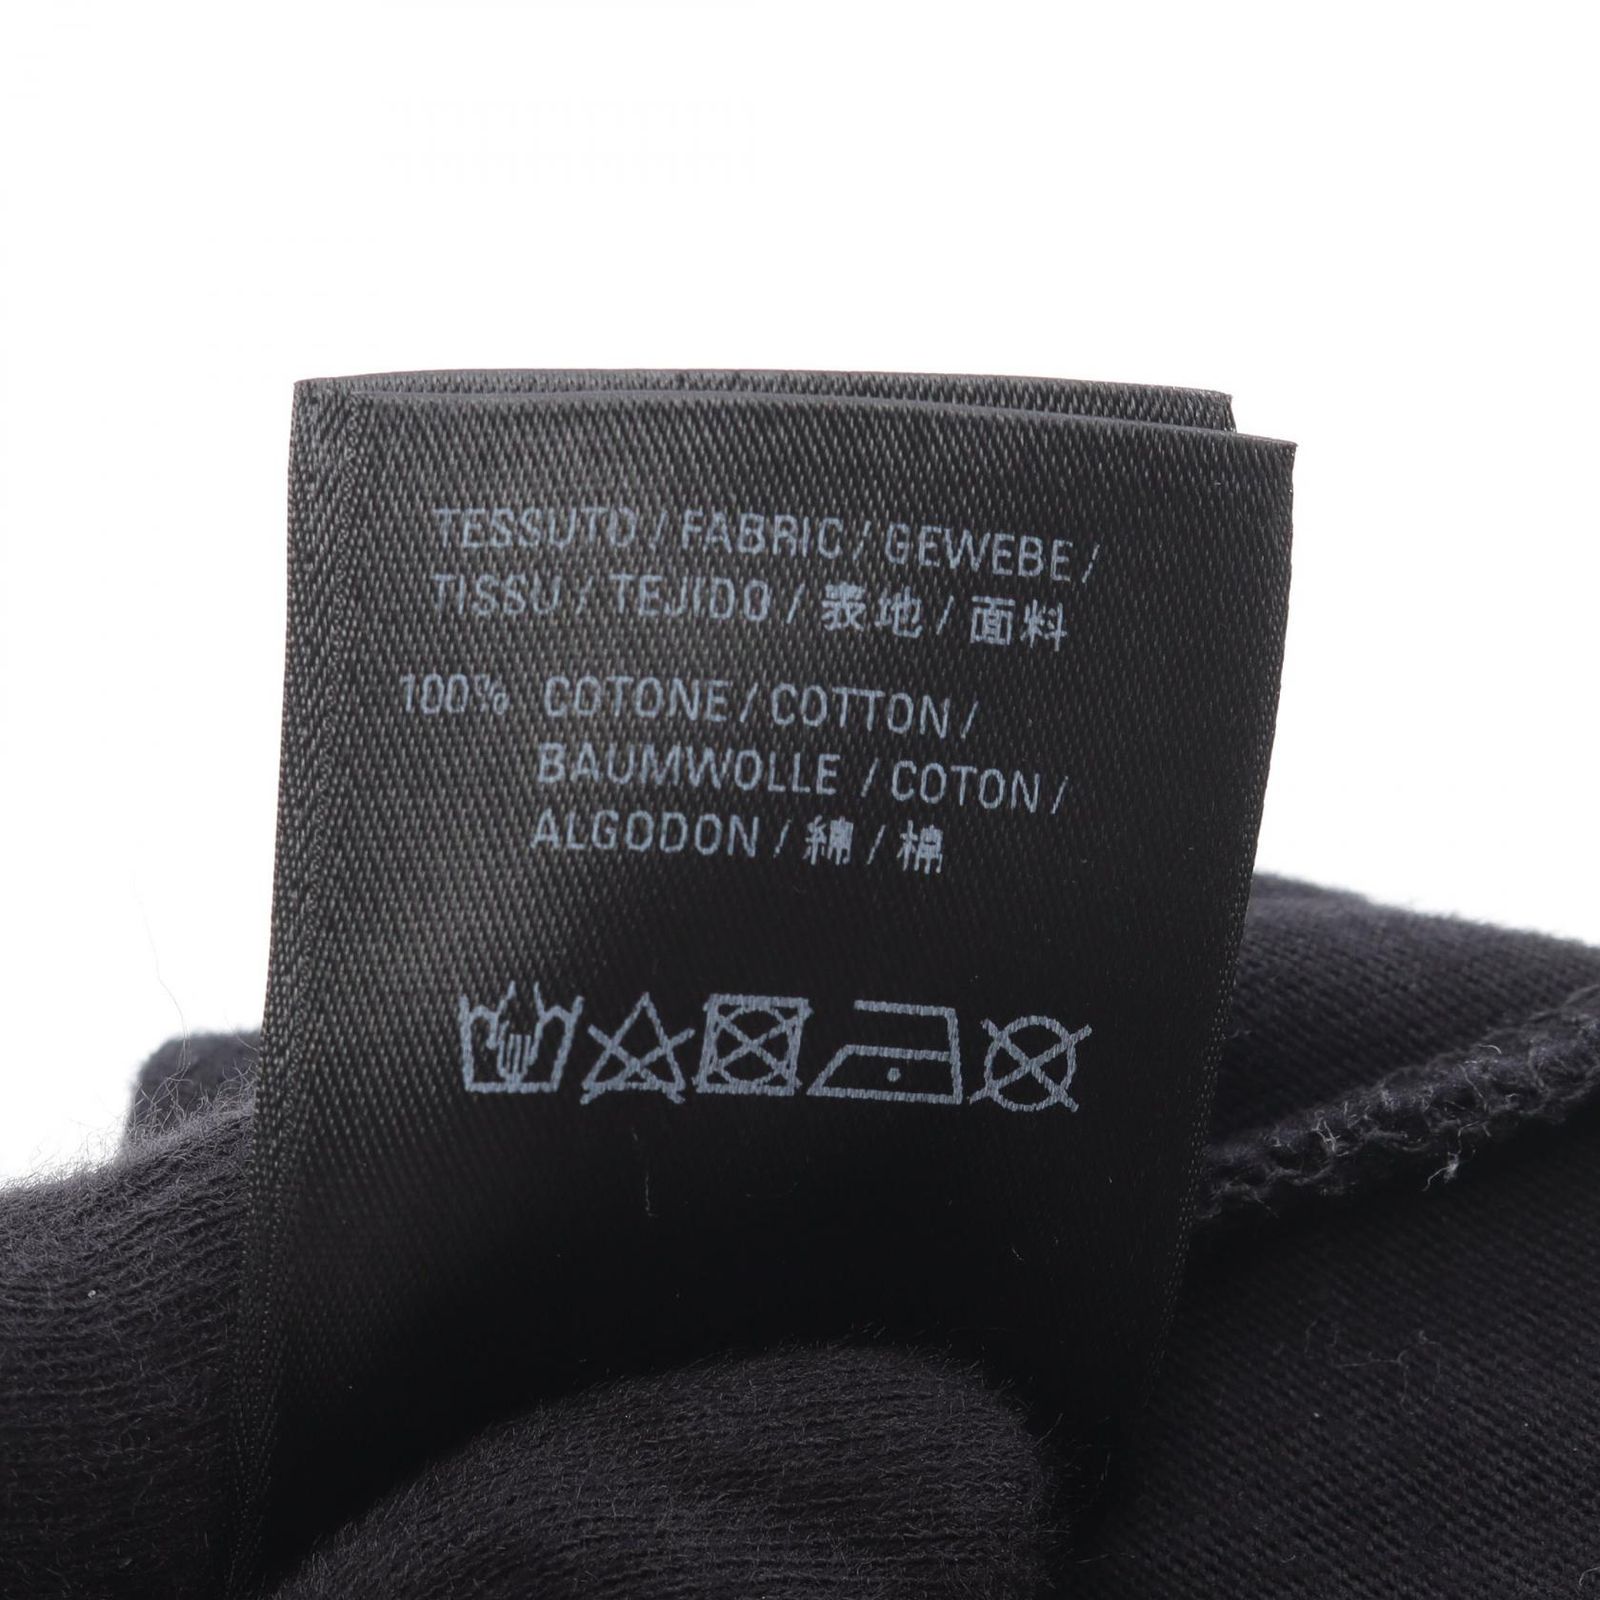 TESSUTO / FABRIC / GEWEBE /
TISSU / TEJIDO / 表地 / 面料
100% COTONE / COTTON /
BAUMWOLLE / COTON /
ALGODON / 綿 / 棉